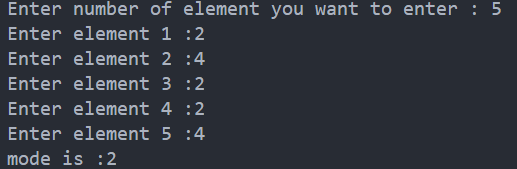 Enter number of element you want to enter : 5
Enter element 1 :2
Enter element 2 :4
Enter element 3 :2
Enter element 4 :2
Enter element 5 :4
mode is :2